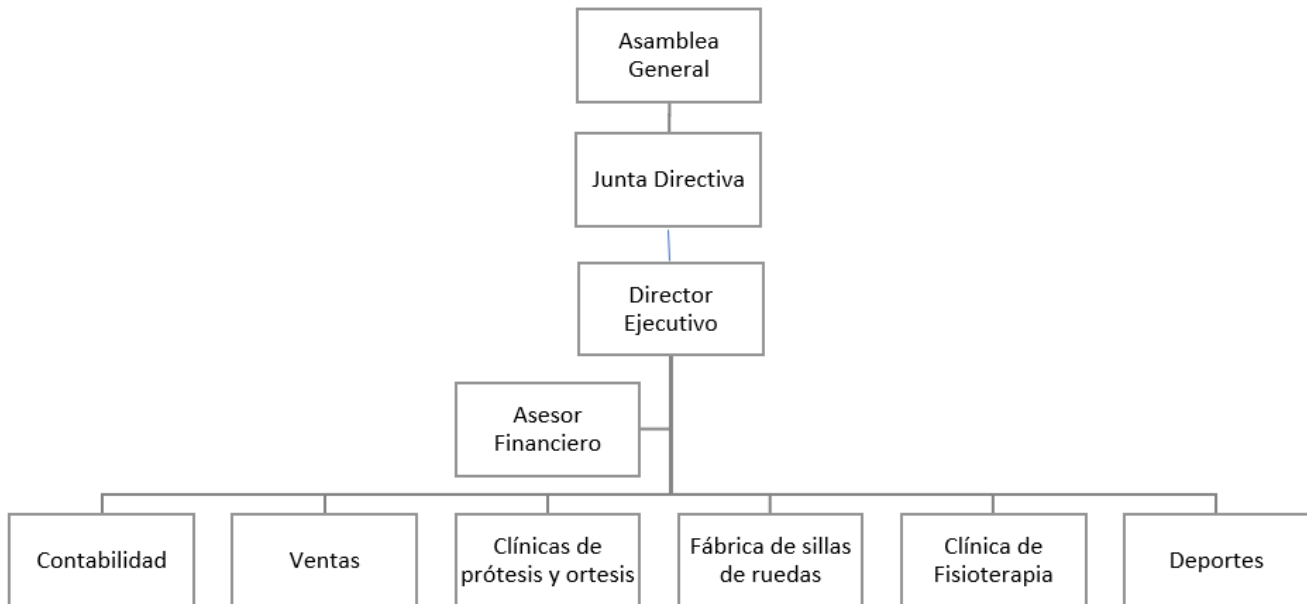 Asamblea
General
Junta Directiva
Director
Ejecutivo
Asesor
Financiero
Contabilidad
Ventas
Clínicas de
prótesis y ortesis
Fábrica de sillas
de ruedas
Clínica de
Fisioterapia
Deportes